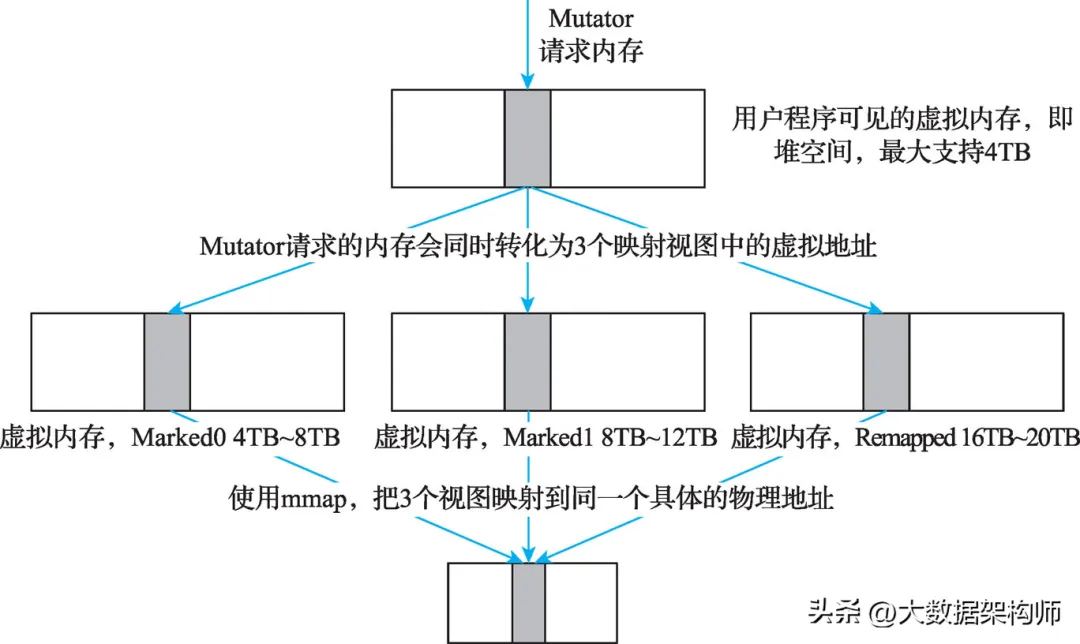 Mutator
请求内存
用户程序可见的虚拟内存，即
堆空间，最大支持4TB
Mutator请求的内存会同时转化为3个映射视图中的虚拟地址
虚拟内存，Marked0 4TB~8TB
虚拟内存，Marked1 8TB~12TB
虚拟内存，Remapped 16TB~20TB
使用mmap，把3个视图映射到同一个具体的物理地址
头条 @大数据架构师